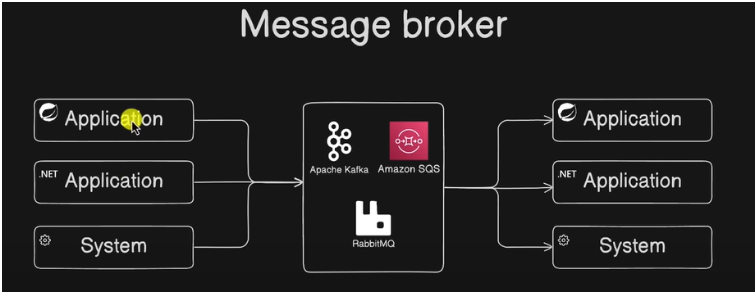 Message broker
Application
.NET Application
System
Apache Kafka
Amazon SQS
RabbitMQ
Application
.NET Application
System